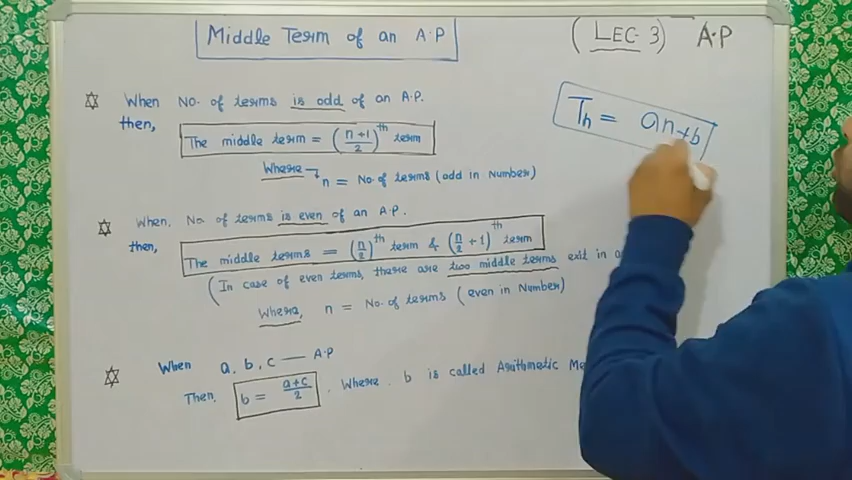 Middle Term of an A.P
(LEC-3) A.P
When No. of terms is odd of an A.P.
then,
The middle term = (n+1/2)th term
Where n = No. of terms (odd in Number)
Tn = an+b
When. No. of terms is even of an A.P.
then,
The middle terms = (n/2)th term & (n/2 + 1)th term
(In case of even terms, there are two middle terms exit in a
Where, n = No. of terms (even in Number)
When a, b, c — A.P
Then, b = a+c/2 . Where. b is called Arithmetic Me